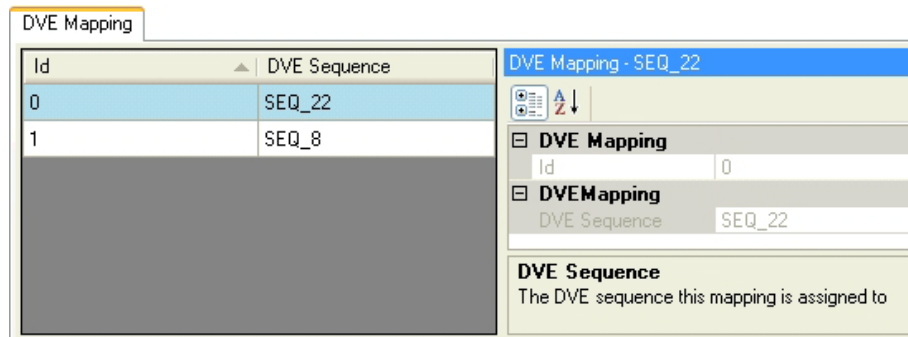 DVE Mapping
Id DVE Sequence
0 SEQ_22
1 SEQ_8
DVE Mapping - SEQ_22
DVE Mapping
Id 0
DVEMapping
DVE Sequence SEQ_22
DVE Sequence
The DVE sequence this mapping is assigned to